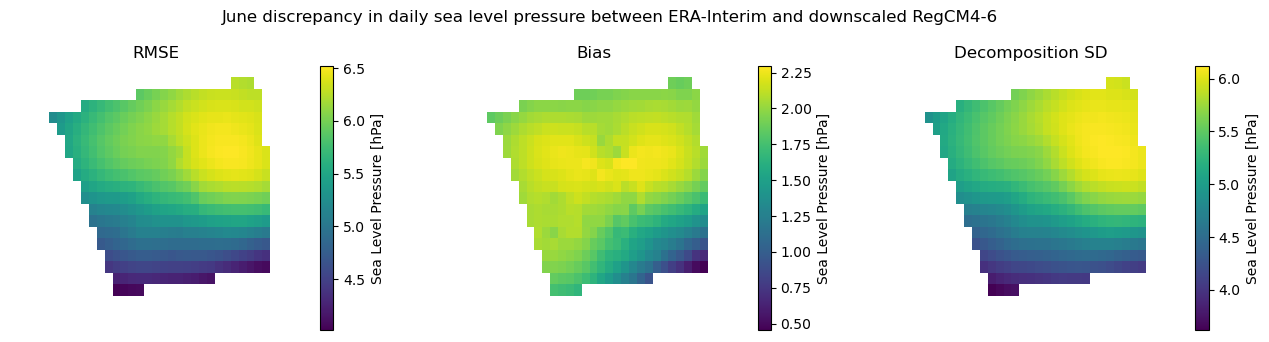 June discrepancy in daily sea level pressure between ERA-Interim and downscaled RegCM4-6
RMSE
6.5
6.0
5.5
5.0
4.5
Sea Level Pressure [hPa]
Bias
2.25
2.00
1.75
1.50
1.25
1.00
0.75
0.50
Sea Level Pressure [hPa]
Decomposition SD
6.0
5.5
5.0
4.5
4.0
Sea Level Pressure [hPa]